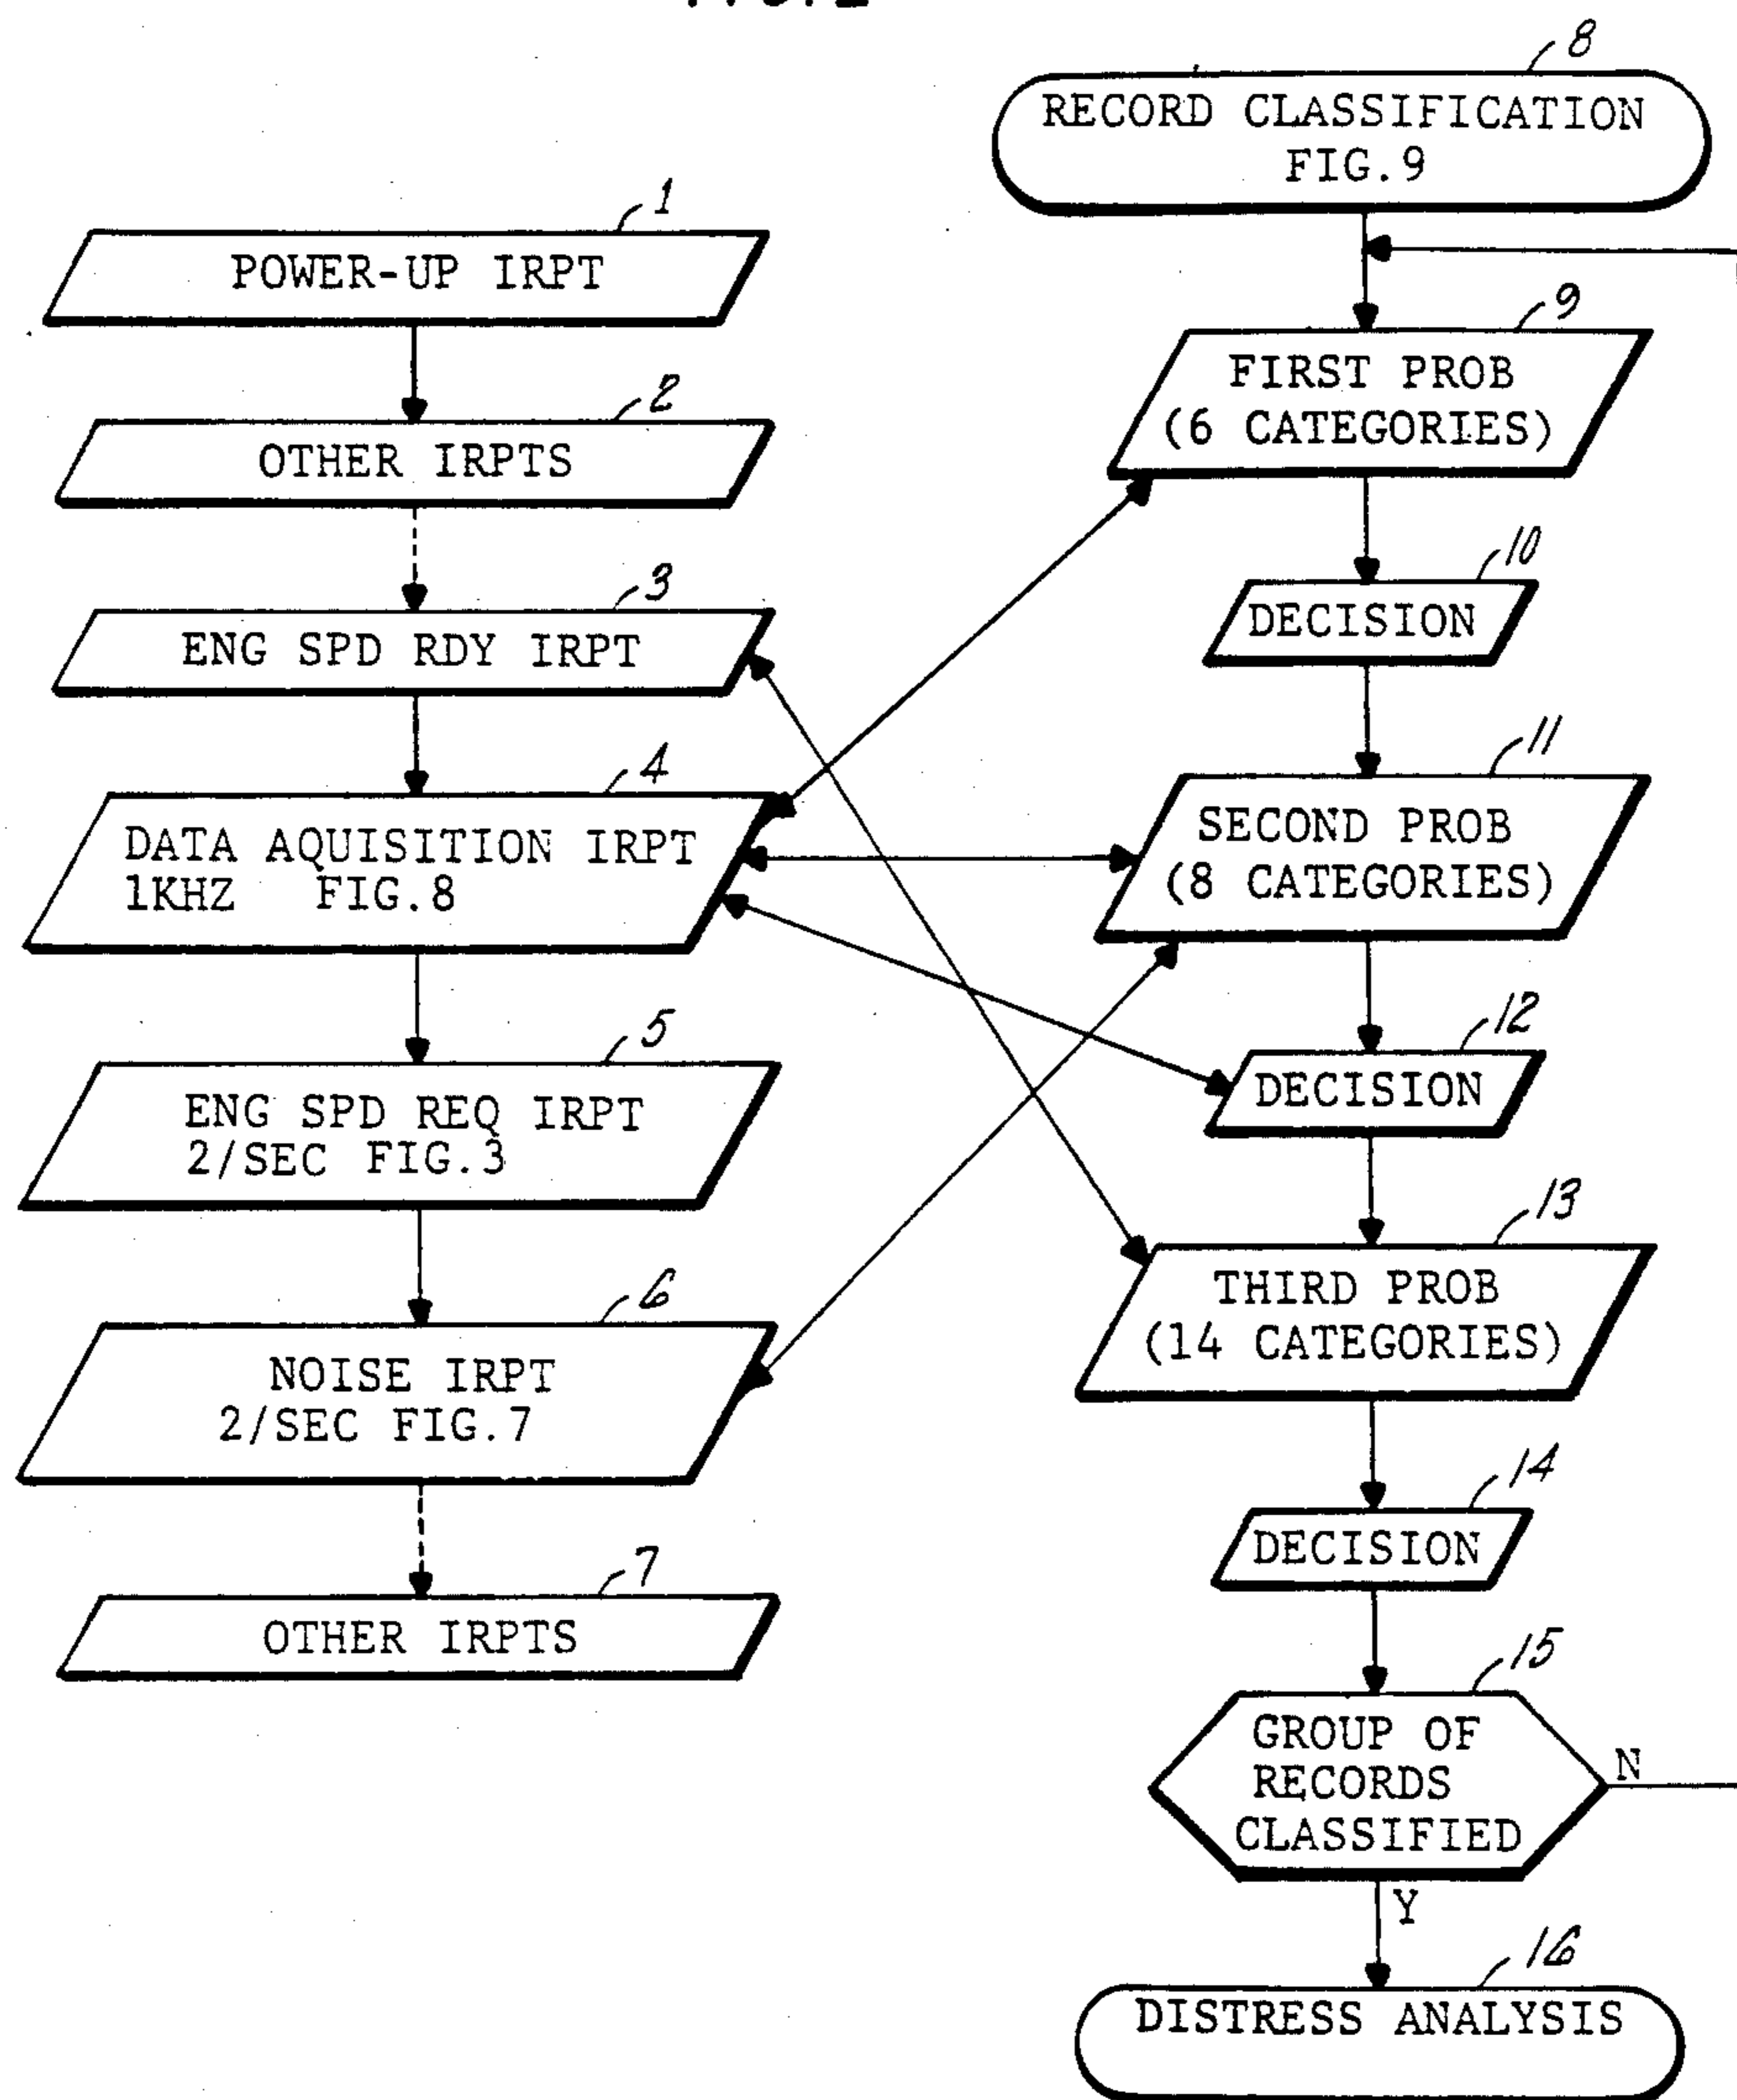 1
POWER-UP IRPT
2
OTHER IRPTS
3
ENG SPD RDY IRPT
4
DATA AQUISITION IRPT
1KHZ FIG.8
5
ENG SPD REQ IRPT
2/SEC FIG.3
6
NOISE IRPT
2/SEC FIG.7
7
OTHER IRPTS
8
RECORD CLASSIFICATION
FIG.9
9
FIRST PROB
(6 CATEGORIES)
10
DECISION
11
SECOND PROB
(8 CATEGORIES)
12
DECISION
13
THIRD PROB
(14 CATEGORIES)
14
DECISION
15
GROUP OF
RECORDS
CLASSIFIED
N
Y
16
DISTRESS ANALYSIS